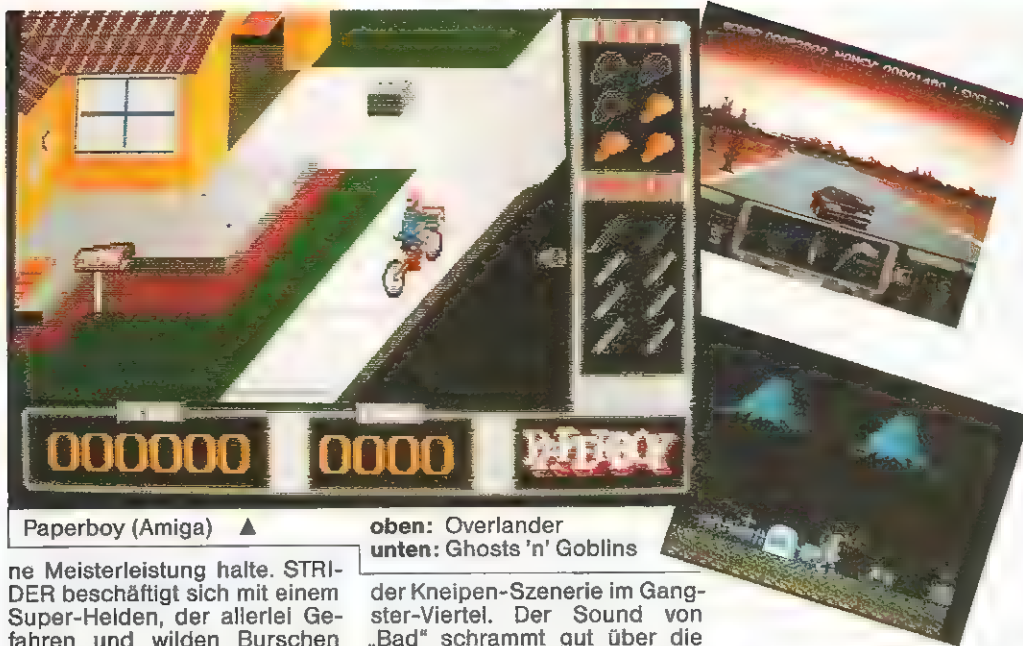 000000
0000
PAPERBOY
Paperboy (Amiga) ▲
oben: Overlander
unten: Ghosts 'n' Goblins
ne Meisterleistung halte. STRI-
DER beschäftigt sich mit einem
Super-Helden, der allerlei Ge-
fahren und wilden Burschen
der Kneipen-Szenerie im Gang-
ster-Viertel. Der Sound von
„Bad“ schrammt gut über die